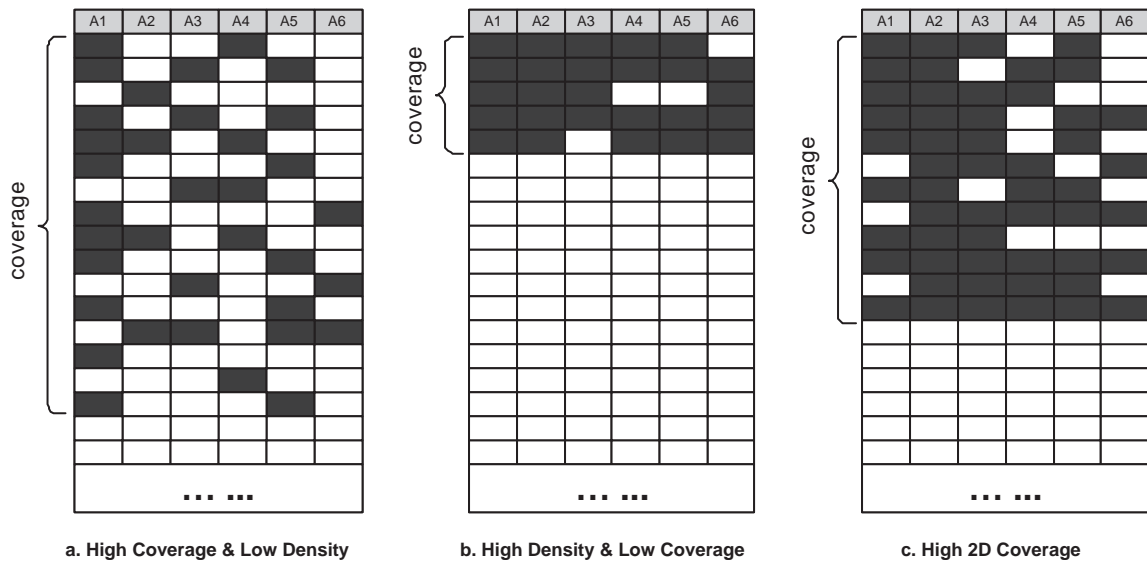 A1 A2 A3 A4 A5 A6
coverage
... ...
a. High Coverage & Low Density
A1 A2 A3 A4 A5 A6
coverage
... ...
b. High Density & Low Coverage
A1 A2 A3 A4 A5 A6
coverage
... ...
c. High 2D Coverage